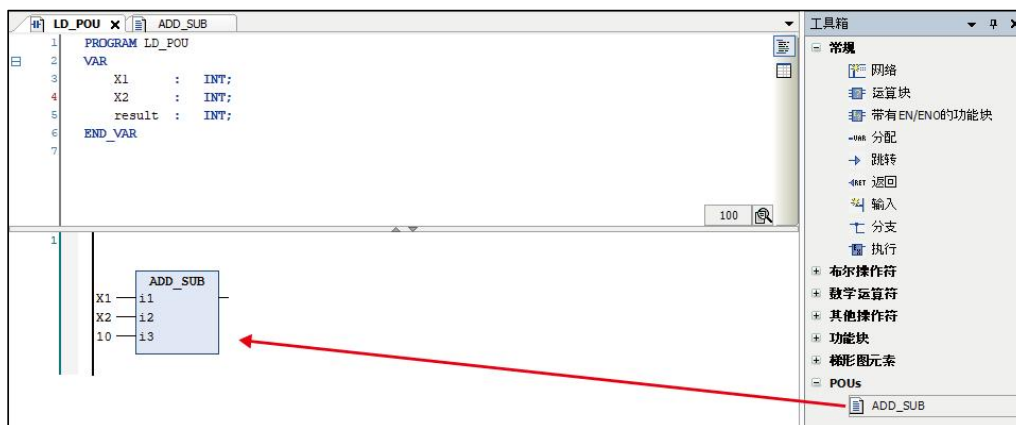 LD_POU ADD_SUB
1 PROGRAM LD_POU
2 VAR
3 X1 : INT;
4 X2 : INT;
5 result : INT;
6 END_VAR
7
100
1
ADD_SUB
X1 i1
X2 i2
10 i3
工具箱
常规
网络
运算块
带有EN/ENO的功能块
VAR 分配
跳转
RET 返回
输入
分支
执行
布尔操作符
数学运算符
其他操作符
功能块
梯形图元素
POUs
ADD_SUB